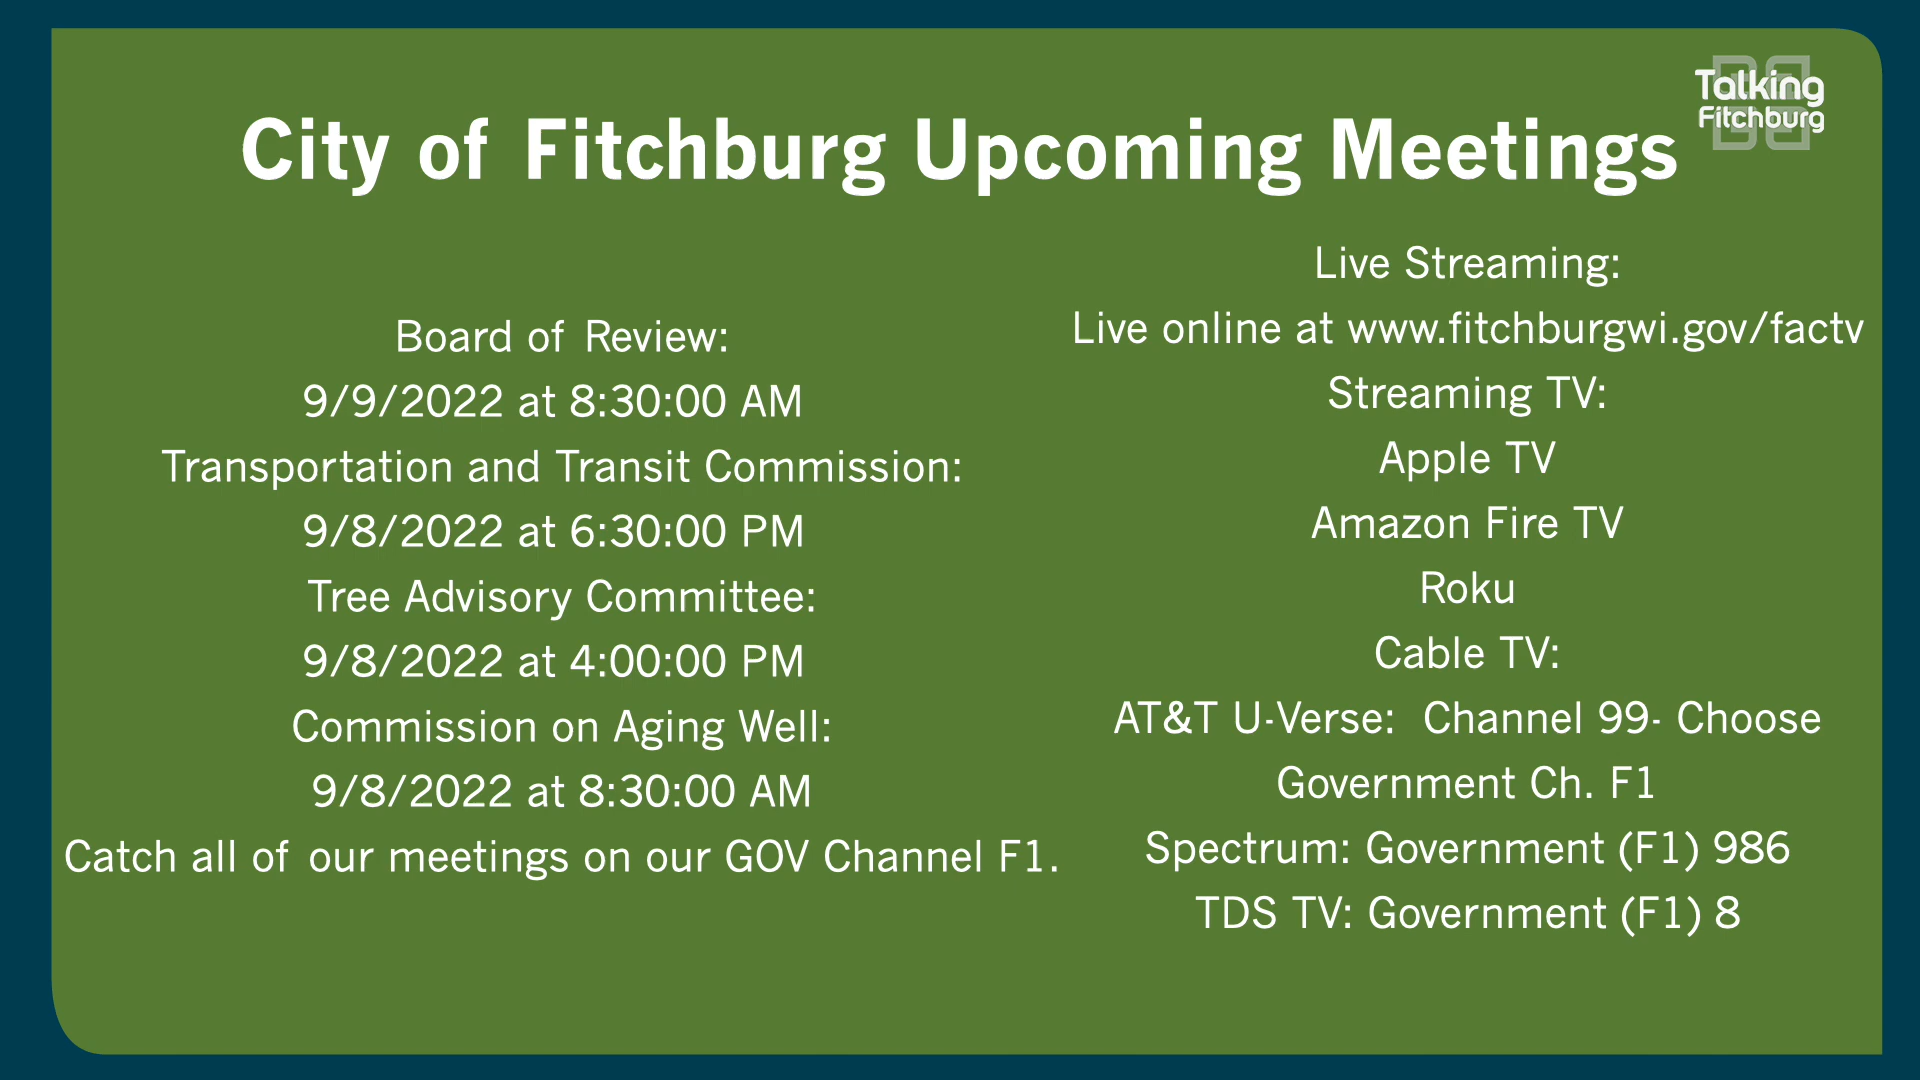 Talking
Fitchburg
City of Fitchburg Upcoming Meetings
Board of Review:
9/9/2022 at 8:30:00 AM
Transportation and Transit Commission:
9/8/2022 at 6:30:00 PM
Tree Advisory Committee:
9/8/2022 at 4:00:00 PM
Commission on Aging Well:
9/8/2022 at 8:30:00 AM
Catch all of our meetings on our GOV Channel F1.
Live Streaming:
Live online at www.fitchburgwi.gov/factv
Streaming TV:
Apple TV
Amazon Fire TV
Roku
Cable TV:
AT&T U-Verse: Channel 99- Choose
Government Ch. F1
Spectrum: Government (F1) 986
TDS TV: Government (F1) 8